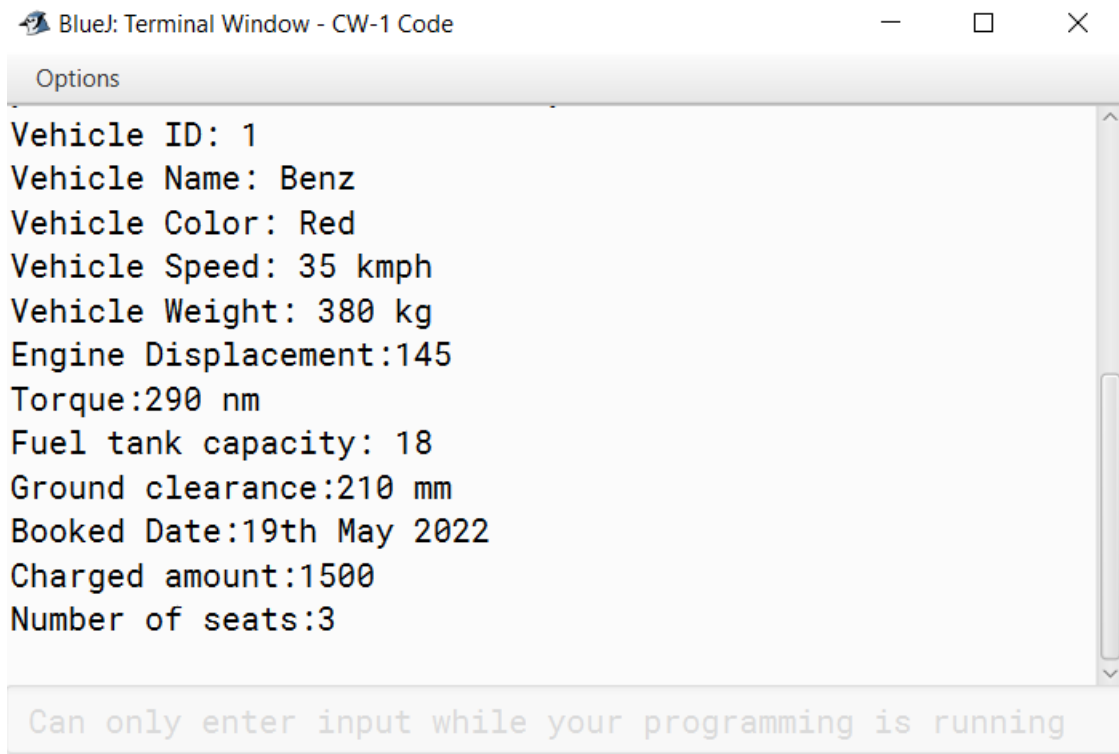 BlueJ: Terminal Window - CW-1 Code
Options
Vehicle ID: 1
Vehicle Name: Benz
Vehicle Color: Red
Vehicle Speed: 35 kmph
Vehicle Weight: 380 kg
Engine Displacement:145
Torque:290 nm
Fuel tank capacity: 18
Ground clearance:210 mm
Booked Date:19th May 2022
Charged amount:1500
Number of seats:3
Can only enter input while your programming is running